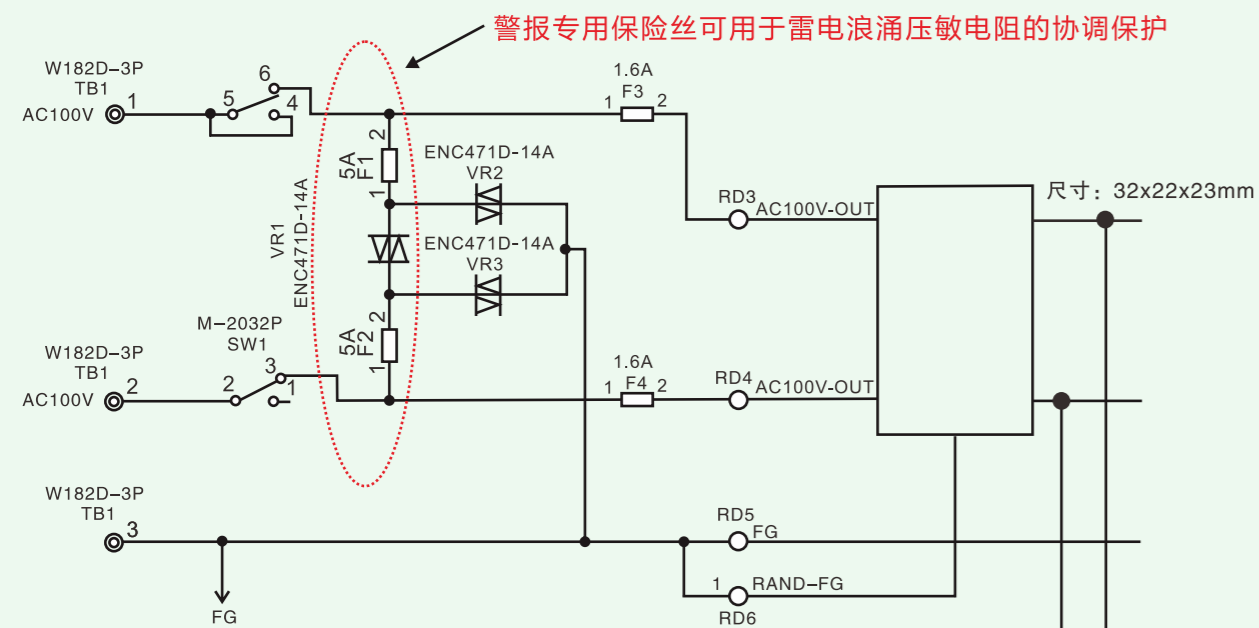 警报专用保险丝可用于雷电浪涌压敏电阻的协调保护
W182D-3P
TB1
AC100V
1
5
6
4
1.6A
F3
1
2
2
5A
F1
1
ENC471D-14A
VR2
VR1
ENC471D-14A
ENC471D-14A
VR3
2
5A
F2
1
RD3
AC100V-OUT
尺寸：32x22x23mm
M-2032P
SW1
W182D-3P
TB1
AC100V
2
2
3
1
1.6A
F4
1
2
RD4
AC100V-OUT
W182D-3P
TB1
3
FG
RD5
FG
1
RAND-FG
RD6